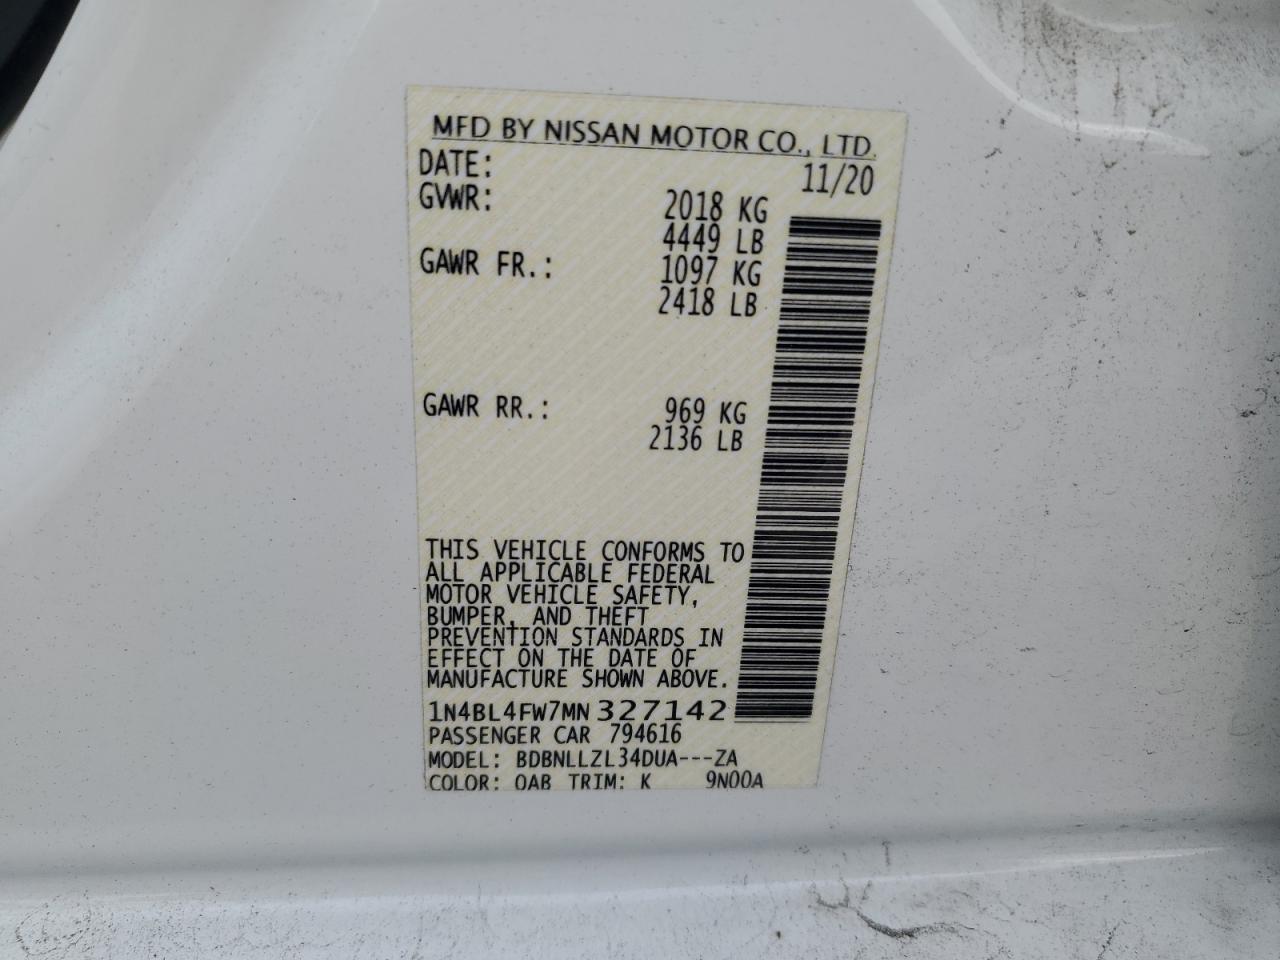 MFD BY NISSAN MOTOR CO., LTD.
DATE: 11/20
GVWR: 2018 KG
4449 LB
GAWR FR.: 1097 KG
2418 LB
GAWR RR.: 969 KG
2136 LB
THIS VEHICLE CONFORMS TO
ALL APPLICABLE FEDERAL
MOTOR VEHICLE SAFETY,
BUMPER, AND THEFT
PREVENTION STANDARDS IN
EFFECT ON THE DATE OF
MANUFACTURE SHOWN ABOVE.
1N4BL4FW7MN327142
PASSENGER CAR 794616
MODEL: BDBNLLZL34DUA---ZA
COLOR: QAB TRIM: K 9N00A